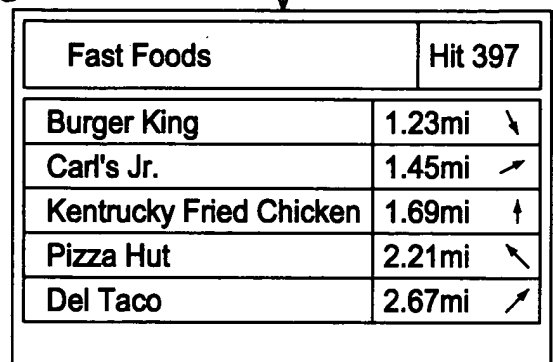 Fast Foods Hit 397
Burger King 1.23mi
Carl's Jr. 1.45mi
Kentrucky Fried Chicken 1.69mi
Pizza Hut 2.21mi
Del Taco 2.67mi